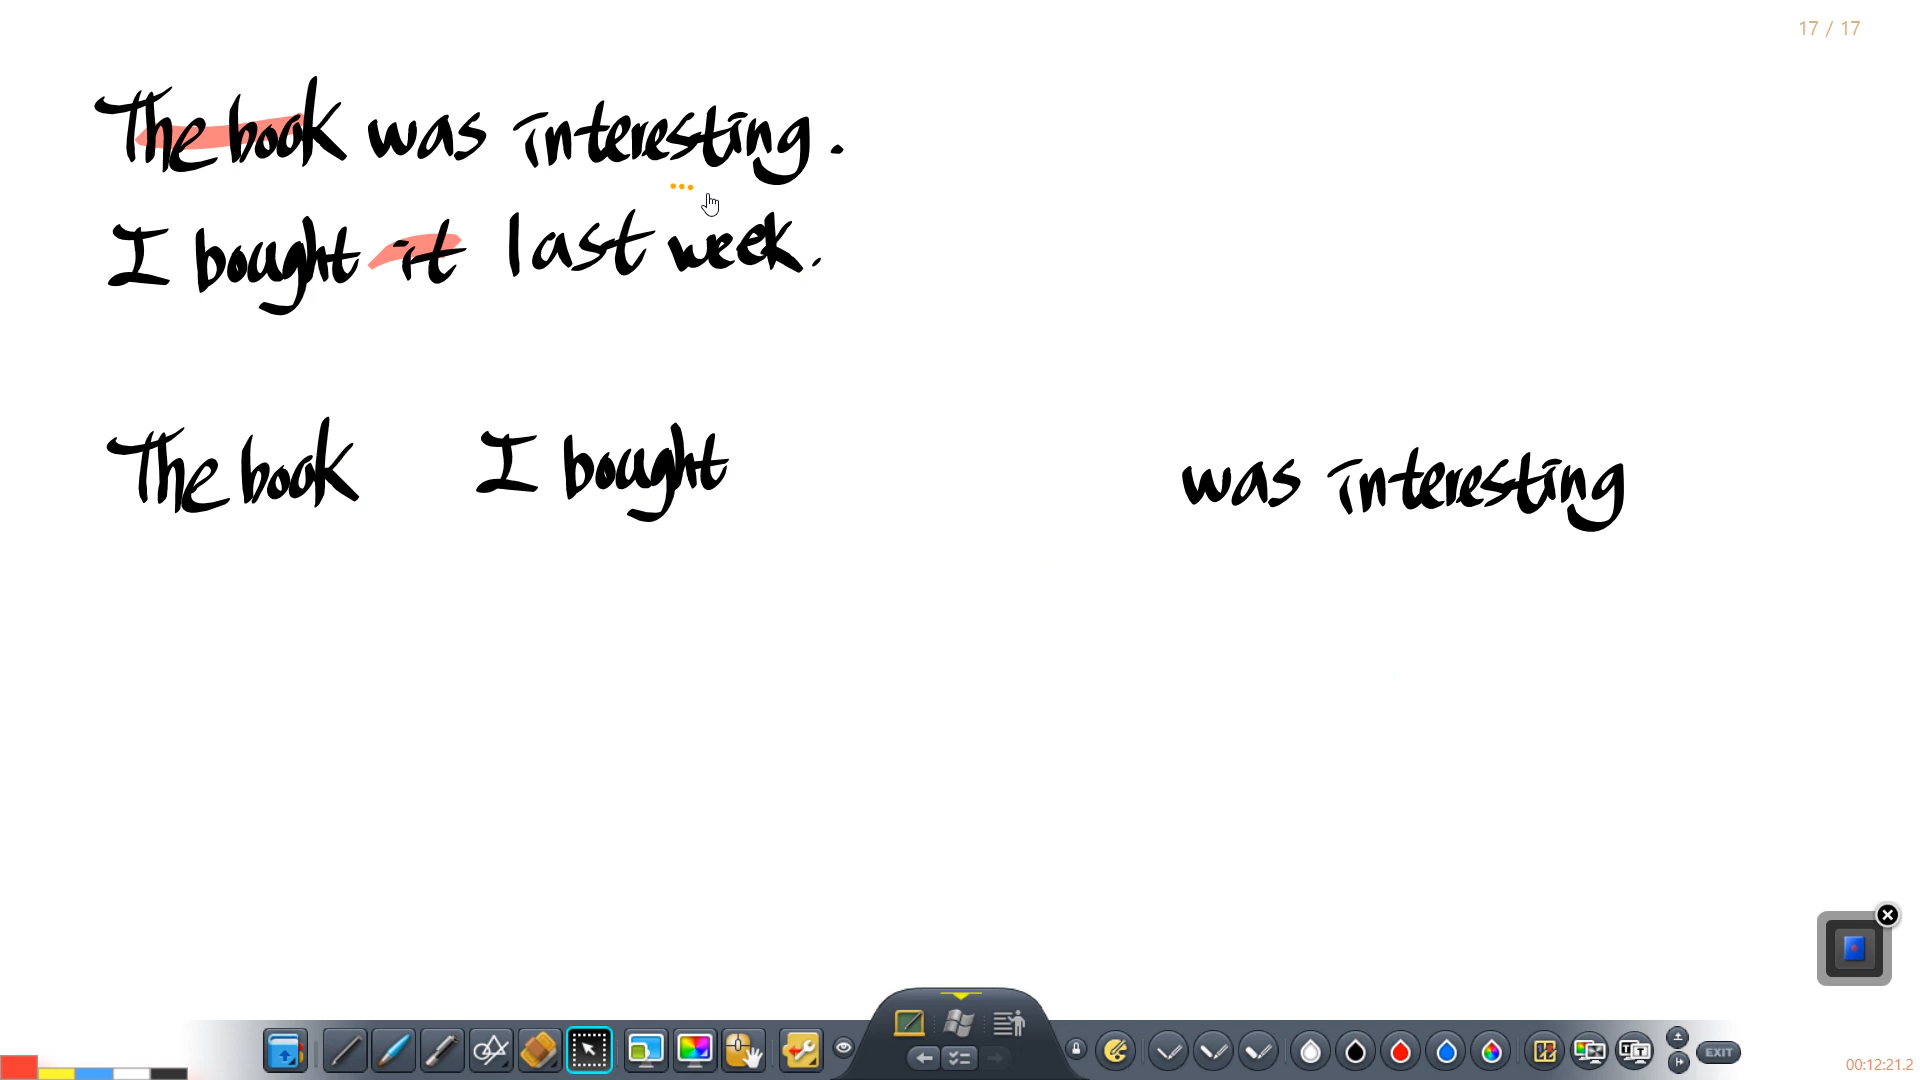 17 / 17
The book was interesting.
I bought it last week.
The book I bought was interesting
EXIT
00:12:21.2